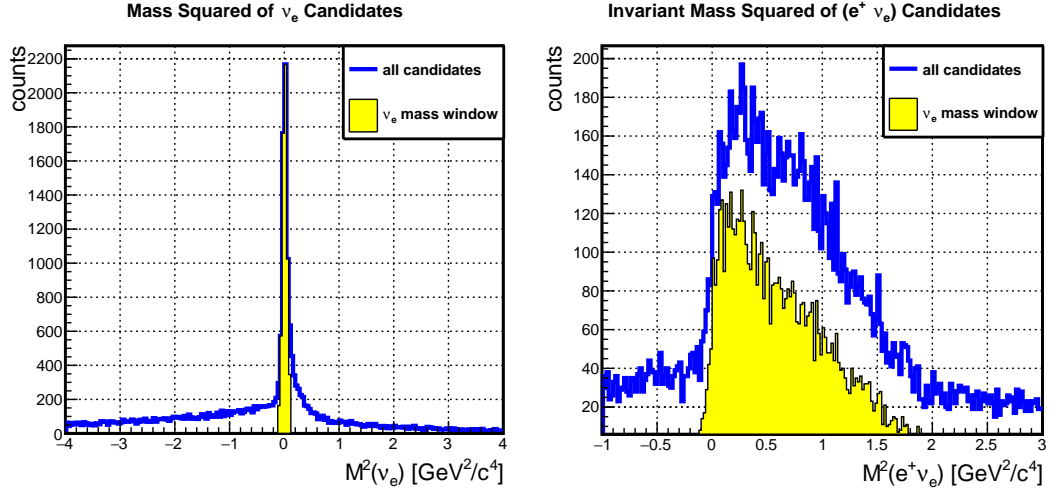 Mass Squared of νe Candidates
counts
2200
2000
1800
1600
1400
1200
1000
800
600
400
200
0
all candidates
νe mass window
−4 −3 −2 −1 0 1 2 3 4
M²(νe) [GeV²/c⁴]
Invariant Mass Squared of (e⁺ νe) Candidates
counts
200
180
160
140
120
100
80
60
40
20
all candidates
νe mass window
−1 −0.5 0 0.5 1 1.5 2 2.5 3
M²(e⁺νe) [GeV²/c⁴]